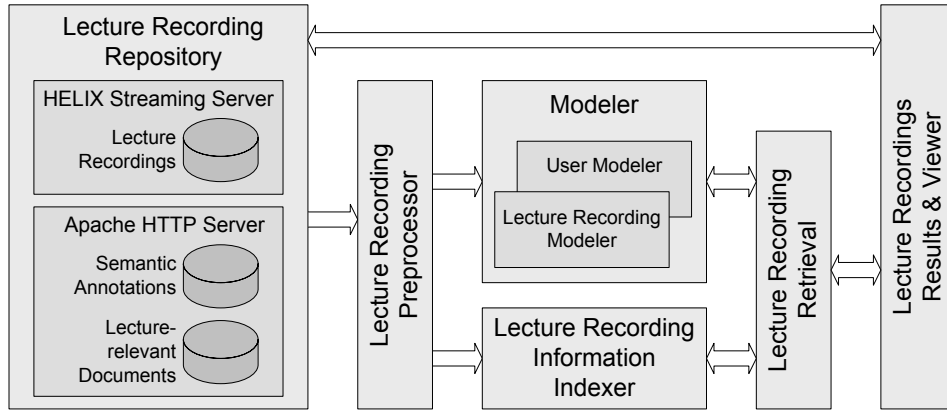 Lecture Recording
Repository
HELIX Streaming Server
Lecture
Recordings
Apache HTTP Server
Semantic
Annotations
Lecture-
relevant
Documents
Lecture Recording
Preprocessor
Modeler
User Modeler
Lecture Recording
Modeler
Lecture Recording
Information
Indexer
Lecture Recording
Retrieval
Lecture Recordings
Results & Viewer